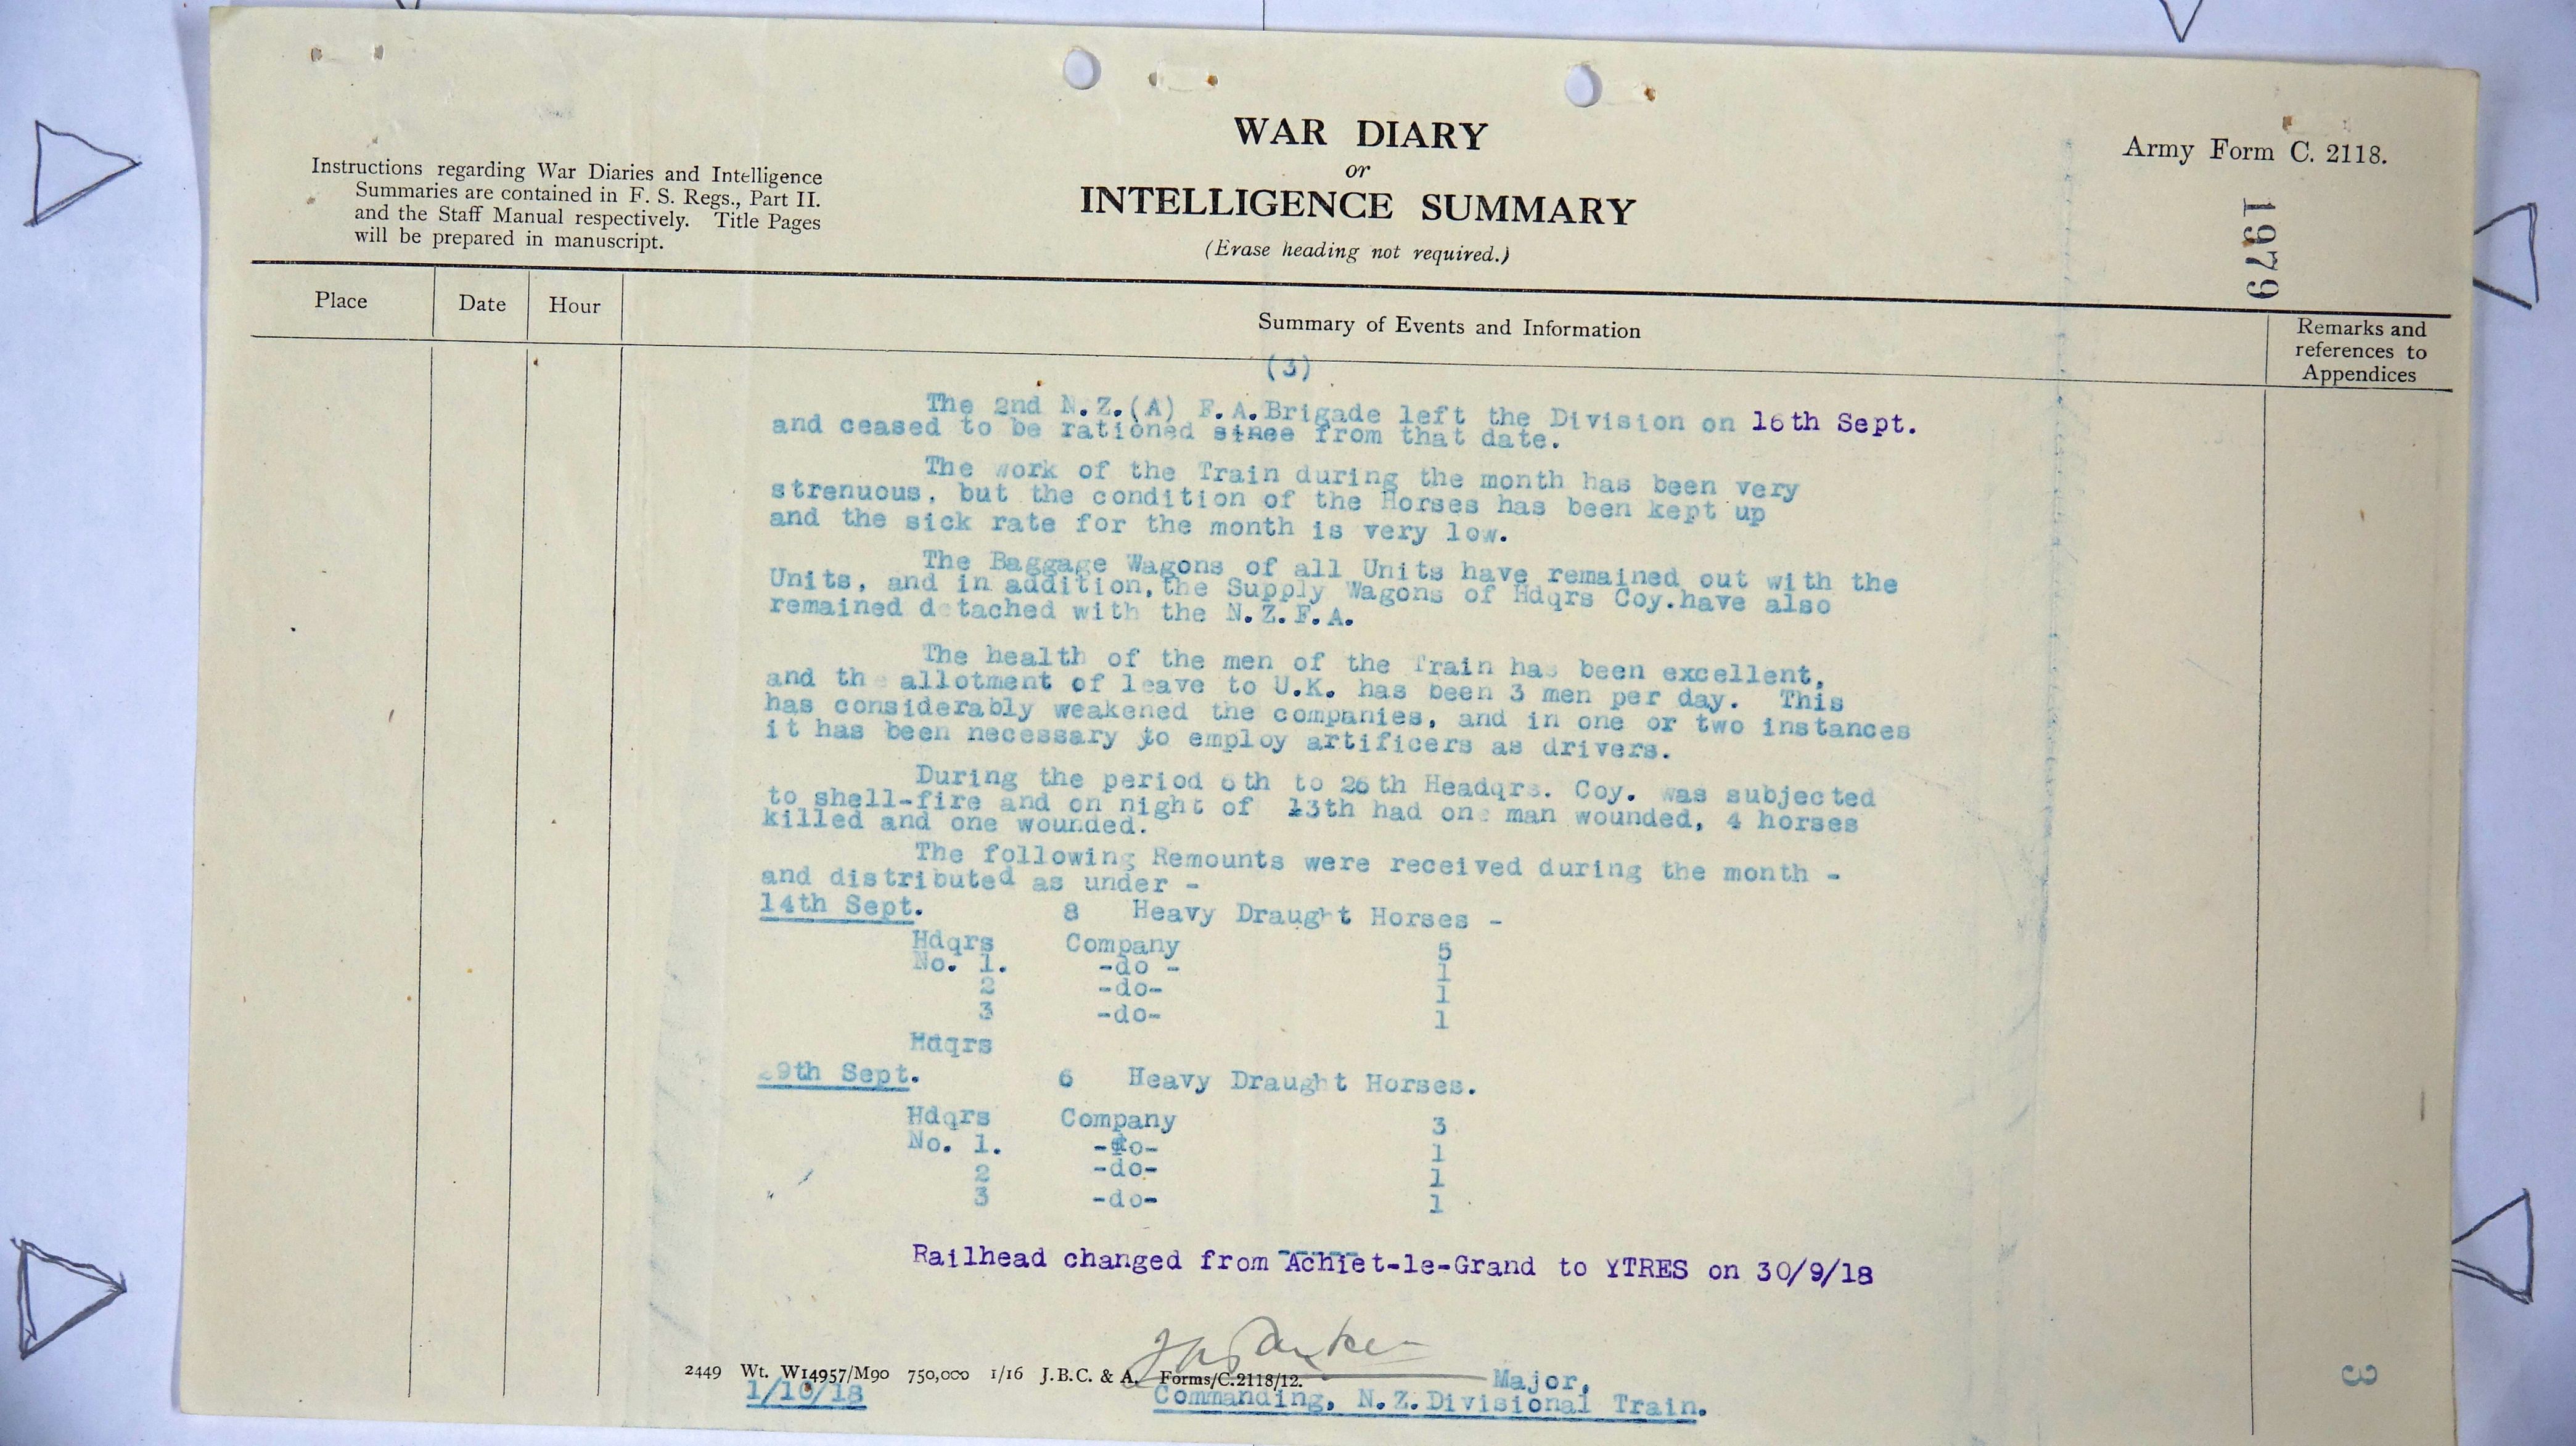 WAR DIARY
or
INTELLIGENCE SUMMARY
(Erase heading not required.)
Army Form C. 2118.
Instructions regarding War Diaries and Intelligence
Summaries are contained in F. S. Regs., Part II.
and the Staff Manual respectively. Title Pages
will be prepared in manuscript.
1979
Place
Date
Hour
Summary of Events and Information
Remarks and
references to
Appendices
(3)
The 2nd N.Z.(A) F.A.Brigade left the Division on 16th Sept.
and ceased to be rationed since from that date.
The work of the Train during the month has been very
strenuous, but the condition of the Horses has been kept up
and the sick rate for the month is very low.
The Baggage Wagons of all Units have remained out with the
Units, and in addition, the Supply Wagons of Hdqrs Coy.have also
remained detached with the N.Z.F.A.
The health of the men of the Train has been excellent,
and the allotment of leave to U.K. has been 3 men per day. This
has considerably weakened the companies, and in one or two instances
it has been necessary to employ artificers as drivers.
During the period 6th to 26th Headqrs. Coy. was subjected
to shell-fire and on night of 13th had one man wounded, 4 horses
killed and one wounded.
The following Remounts were received during the month -
and distributed as under -
14th Sept. 8 Heavy Draught Horses -
Hdqrs Company 5
No. 1. -do - 1
2 -do- 1
3 -do- 1
Hdqrs
29th Sept. 6 Heavy Draught Horses.
Hdqrs Company 3
No. 1. -do- 1
2 -do- 1
3 -do- 1
Railhead changed from Achiet-le-Grand to YTRES on 30/9/18
2449 Wt. W14957/M90 750,000 1/16 J.B.C. & A. Forms/C.2118/12.
Major,
1/10/18 Commanding, N.Z.Divisional Train.
3